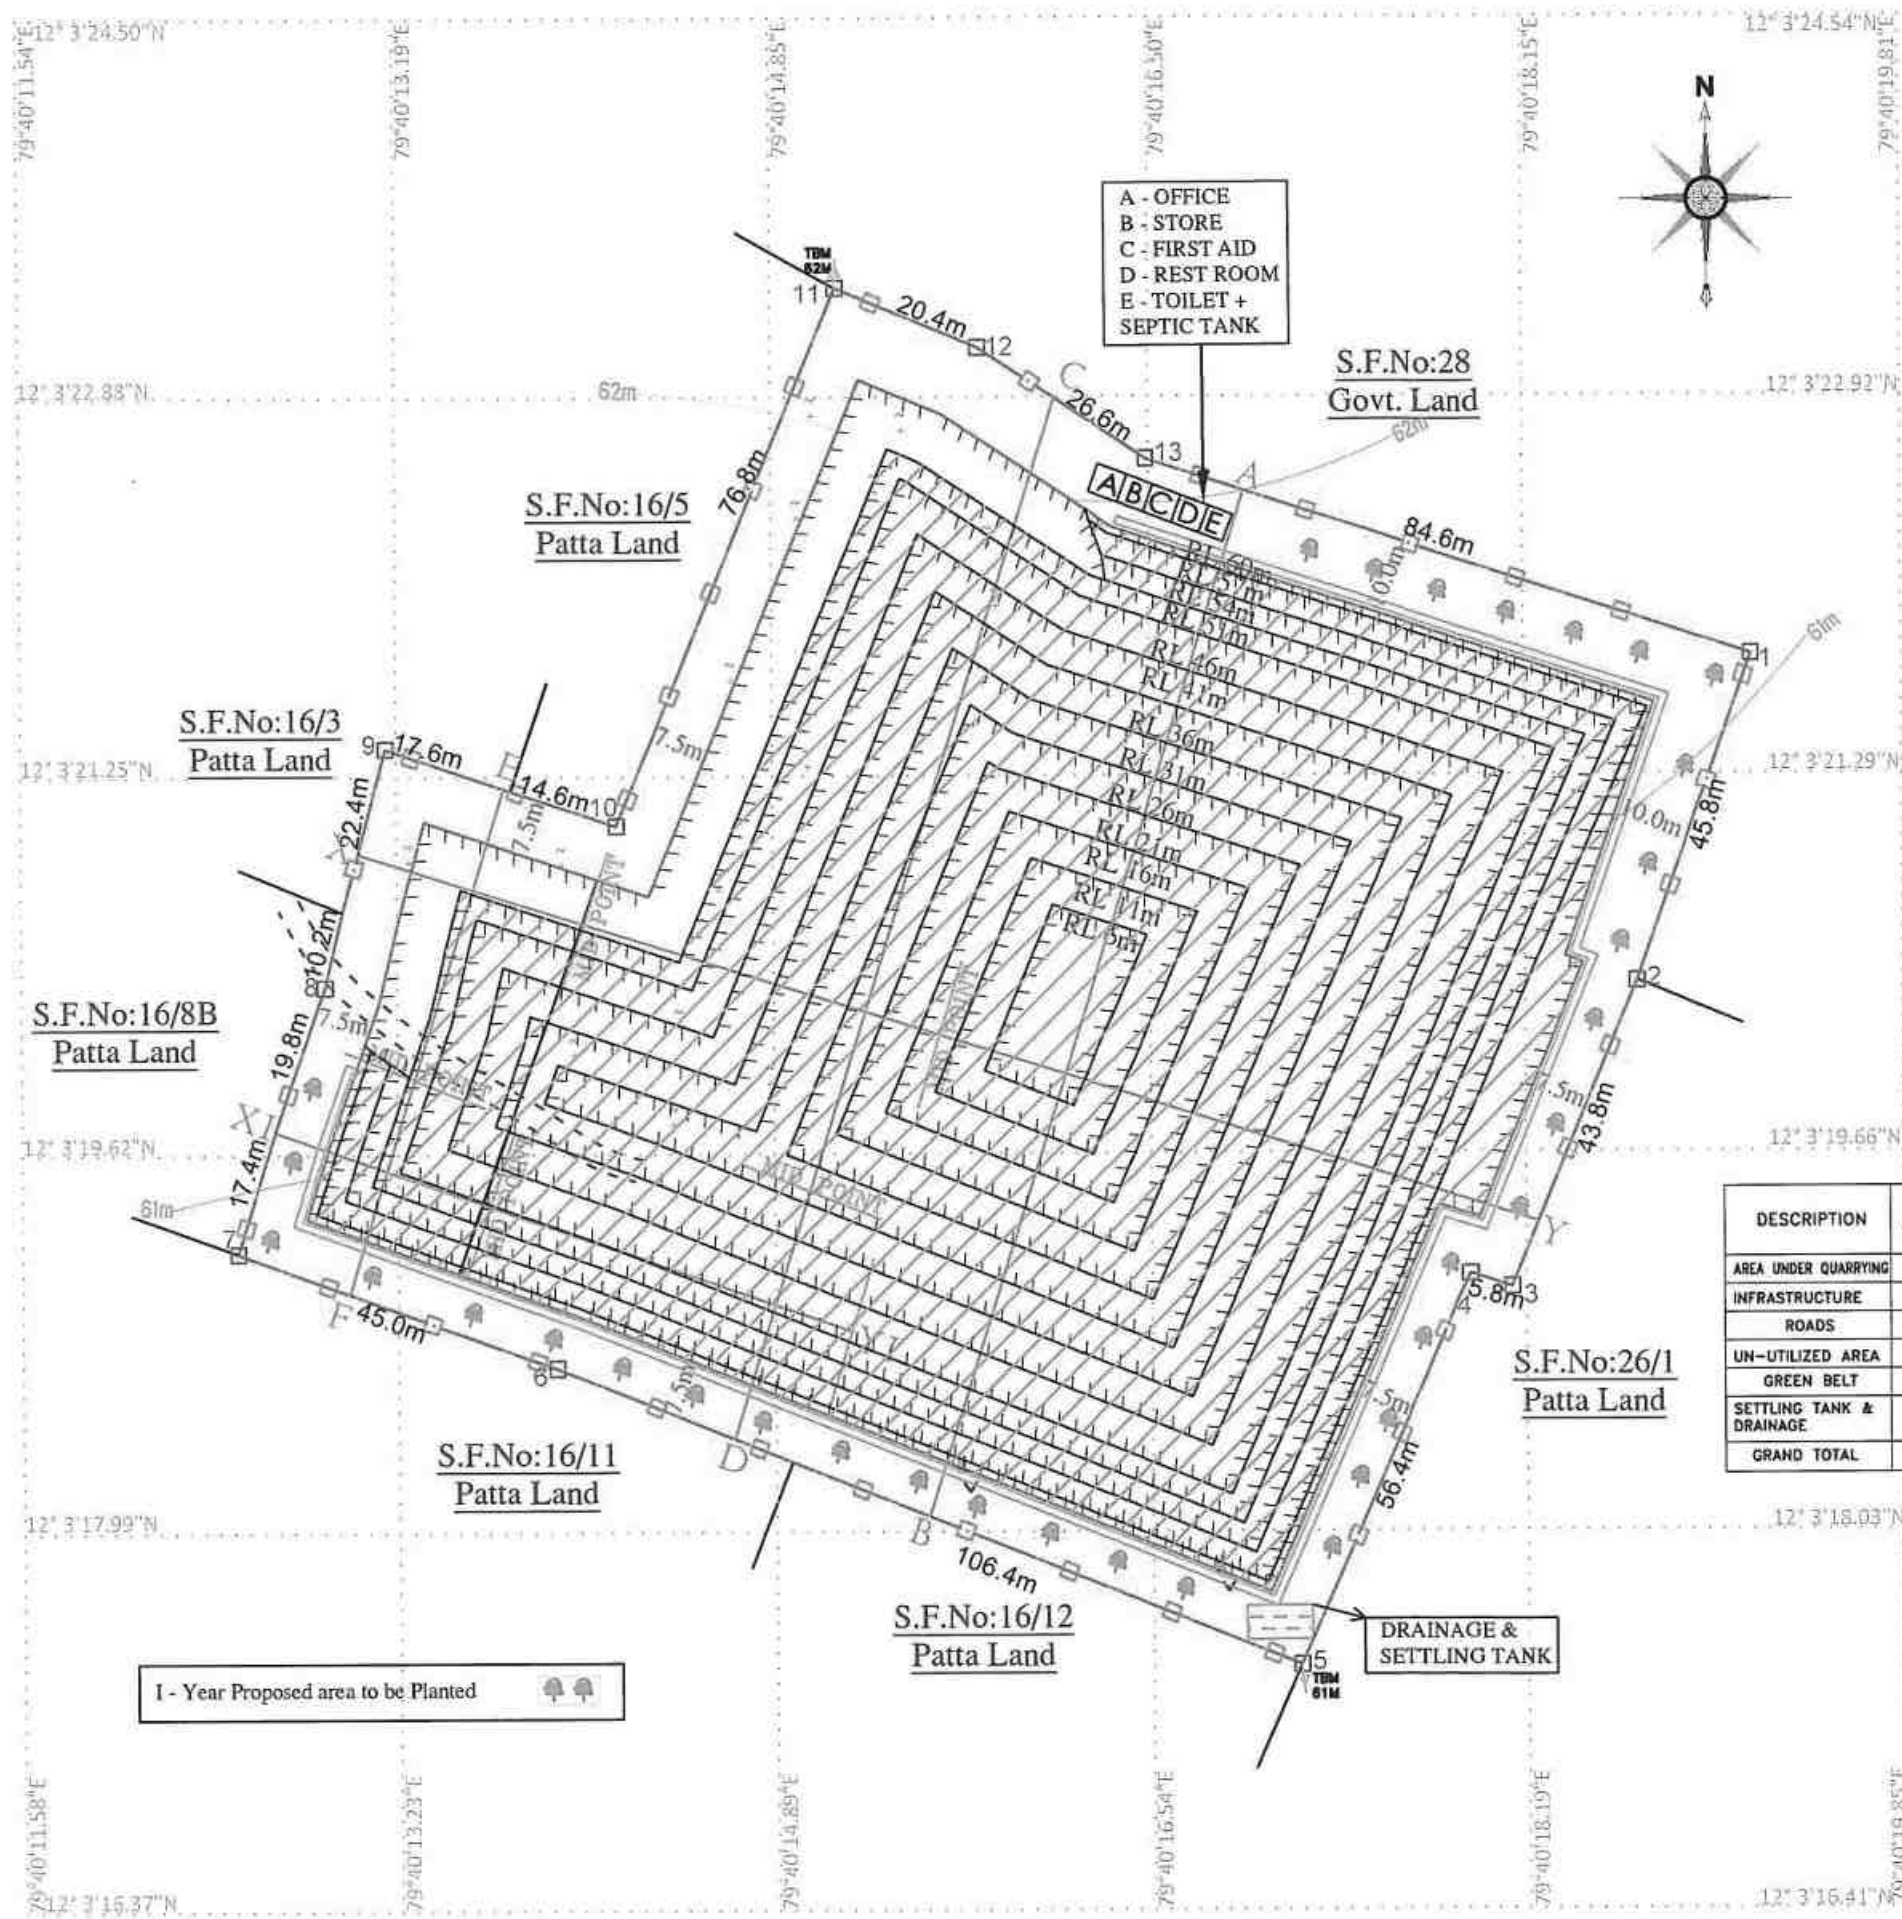 12° 3'24.50"N
12° 3'24.54"N
79°40'11.54"E
79°40'13.19"E
79°40'14.85"E
79°40'16.50"E
79°40'18.15"E
79°40'19.81"E
N
A - OFFICE
B - STORE
C - FIRST AID
D - REST ROOM
E - TOILET +
SEPTIC TANK
TBM
62M
11
20.4m
12
C
26.6m
13
A
S.F.No:28
Govt. Land
12° 3'22.88"N
62m
12° 3'22.92"N
62m
A B C D E
84.6m
76.8m
S.F.No:16/5
Patta Land
61m
1
RL 60m
RL 57m
RL 54m
RL 51m
RL 46m
RL 41m
RL 36m
RL 31m
RL 26m
RL 21m
RL 16m
RL 11m
S.F.No:16/3
Patta Land
9
17.6m
14.6m
10
7.5m
7.5m
12° 3'21.25"N
12° 3'21.29"N
22.4m
10.0m
45.8m
MID POINT
MID POINT
10.2m
8
7.5m
2
S.F.No:16/8B
Patta Land
19.8m
43.8m
X1
12° 3'19.62"N
12° 3'19.66"N
17.4m
MID POINT
61m
7
Y
5.8m
3
4
F
45.0m
6
DESCRIPTION
AREA UNDER QUARRYING
INFRASTRUCTURE
ROADS
UN-UTILIZED AREA
GREEN BELT
SETTLING TANK &
DRAINAGE
GRAND TOTAL
S.F.No:26/1
Patta Land
56.4m
S.F.No:16/11
Patta Land
D
B
12° 3'17.99"N
12° 3'18.03"N
106.4m
S.F.No:16/12
Patta Land
DRAINAGE &
SETTLING TANK
5
TBM
61M
I - Year Proposed area to be Planted
79°40'11.58"E
79°40'13.23"E
79°40'14.89"E
79°40'16.54"E
79°40'18.19"E
79°40'19.85"E
12° 3'16.37"N
12° 3'16.41"N